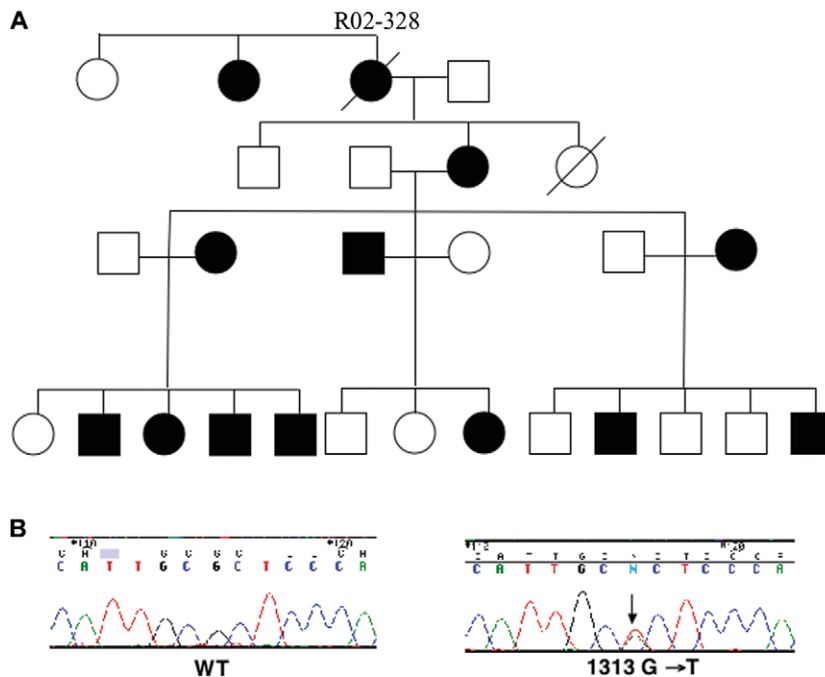 A
R02-328
B
C A T T G C G C T C C C A
C A T T G C N C T C C C A
WT
1313 G →T